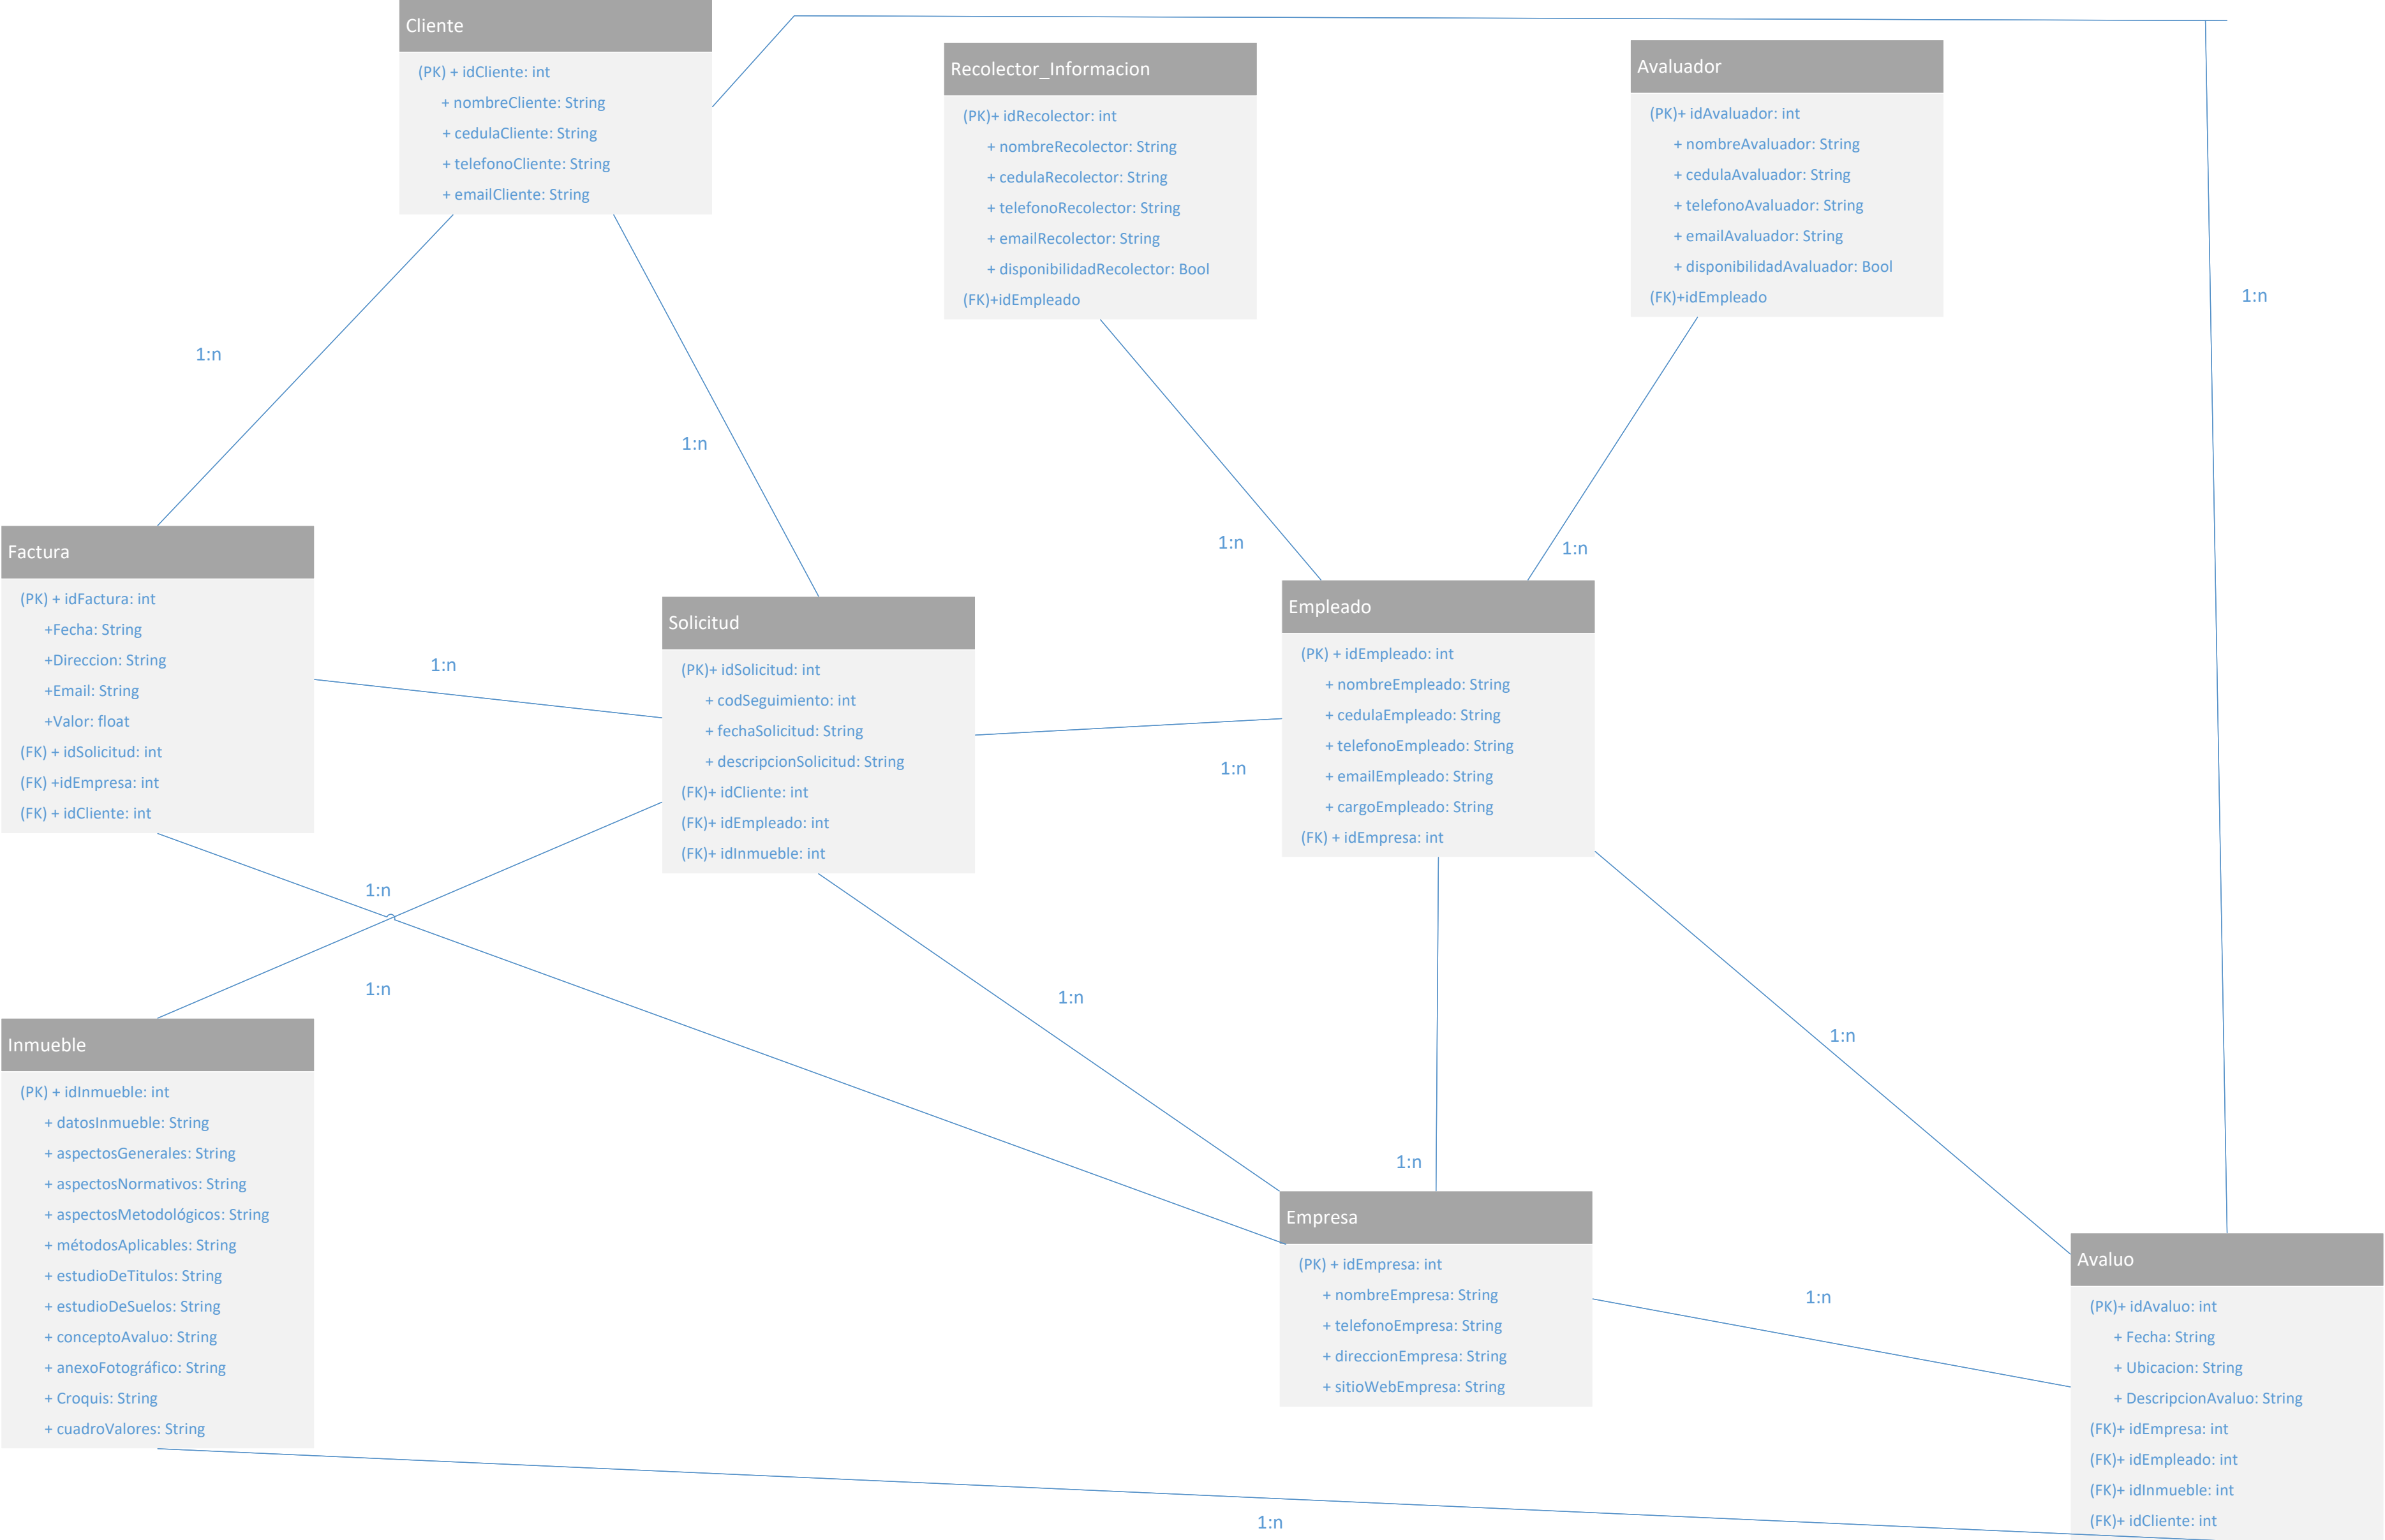 Cliente
(PK) + idCliente: int
+ nombreCliente: String
+ cedulaCliente: String
+ telefonoCliente: String
+ emailCliente: String
Recolector_Informacion
(PK)+ idRecolector: int
+ nombreRecolector: String
+ cedulaRecolector: String
+ telefonoRecolector: String
+ emailRecolector: String
+ disponibilidadRecolector: Bool
(FK)+idEmpleado
Avaluador
(PK)+ idAvaluador: int
+ nombreAvaluador: String
+ cedulaAvaluador: String
+ telefonoAvaluador: String
+ emailAvaluador: String
+ disponibilidadAvaluador: Bool
(FK)+idEmpleado
1:n
1:n
1:n
1:n
1:n
Factura
(PK) + idFactura: int
+Fecha: String
+Direccion: String
+Email: String
+Valor: float
(FK) + idSolicitud: int
(FK) +idEmpresa: int
(FK) + idCliente: int
1:n
Solicitud
(PK)+ idSolicitud: int
+ codSeguimiento: int
+ fechaSolicitud: String
+ descripcionSolicitud: String
(FK)+ idCliente: int
(FK)+ idEmpleado: int
(FK)+ idInmueble: int
1:n
Empleado
(PK) + idEmpleado: int
+ nombreEmpleado: String
+ cedulaEmpleado: String
+ telefonoEmpleado: String
+ emailEmpleado: String
+ cargoEmpleado: String
(FK) + idEmpresa: int
1:n
1:n
1:n
1:n
1:n
Inmueble
(PK) + idInmueble: int
+ datosInmueble: String
+ aspectosGenerales: String
+ aspectosNormativos: String
+ aspectosMetodológicos: String
+ métodosAplicables: String
+ estudioDeTitulos: String
+ estudioDeSuelos: String
+ conceptoAvaluo: String
+ anexoFotográfico: String
+ Croquis: String
+ cuadroValores: String
Empresa
(PK) + idEmpresa: int
+ nombreEmpresa: String
+ telefonoEmpresa: String
+ direccionEmpresa: String
+ sitioWebEmpresa: String
1:n
Avaluo
(PK)+ idAvaluo: int
+ Fecha: String
+ Ubicacion: String
+ DescripcionAvaluo: String
(FK)+ idEmpresa: int
(FK)+ idEmpleado: int
(FK)+ idInmueble: int
(FK)+ idCliente: int
1:n